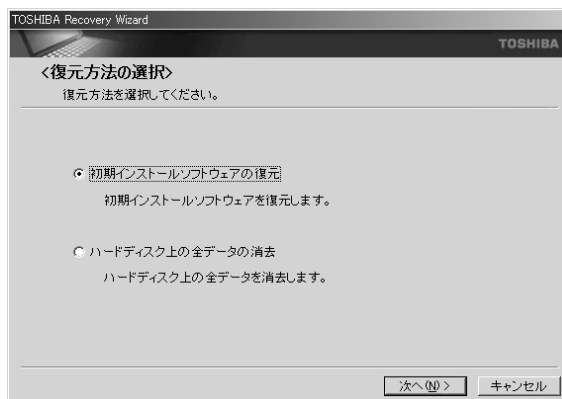 TOSHIBA Recovery Wizard
TOSHIBA
<復元方法の選択>
復元方法を選択してください。
初期インストールソフトウェアの復元
初期インストールソフトウェアを復元します。
ハードディスク上の全データの消去
ハードディスク上の全データを消去します。
次へ(N) > キャンセル